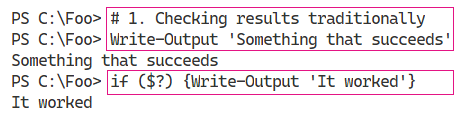 PS C:\Foo> # 1. Checking results traditionally
PS C:\Foo> Write-Output 'Something that succeeds'
Something that succeeds
PS C:\Foo> if ($?) {Write-Output 'It worked'}
It worked